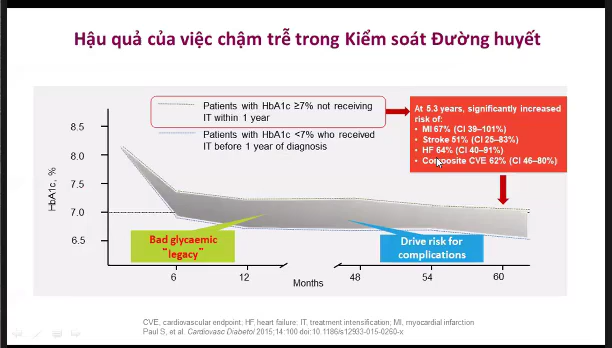 Hậu quả của việc chậm trễ trong Kiểm soát Đường huyết
Patients with HbA1c ≥7% not receiving
IT within 1 year
Patients with HbA1c <7% who received
IT before 1 year of diagnosis
At 5.3 years, significantly increased
risk of:
• MI 67% (CI 39–101%)
• Stroke 51% (CI 25–83%)
• HF 64% (CI 40–91%)
• Composite CVE 62% (CI 46–80%)
HbA1c, %
8.5
8.0
7.5
7.0
6.5
Bad glycaemic
"legacy"
Drive risk for
complications
6
12
48
54
60
Months
CVE, cardiovascular endpoint; HF, heart failure; IT, treatment intensification; MI, myocardial infarction
Paul S, et al. Cardiovasc Diabetol 2015;14:100 doi:10.1186/s12933-015-0260-x